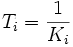 T_i = \frac{1}{K_i}